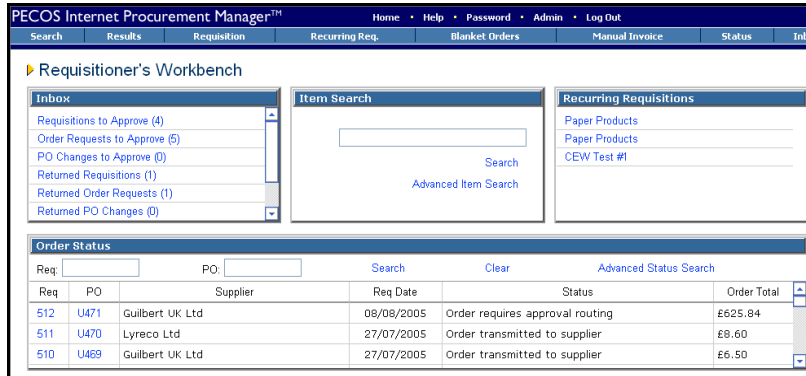 PECOS Internet Procurement Manager™ Home • Help • Password • Admin • Log Out
Search Results Requisition Recurring Req. Blanket Orders Manual Invoice Status
Requisitioner's Workbench
Inbox
Requisitions to Approve (4)
Order Requests to Approve (5)
PO Changes to Approve (0)
Returned Requisitions (1)
Returned Order Requests (1)
Returned PO Changes (0)
Item Search
Search
Advanced Item Search
Recurring Requisitions
Paper Products
Paper Products
CEW Test #1
Order Status
Req: PO: Search Clear Advanced Status Search
Req PO Supplier Req Date Status Order Total
512 U471 Guilbert UK Ltd 08/08/2005 Order requires approval routing £625.84
511 U470 Lyreco Ltd 27/07/2005 Order transmitted to supplier £8.60
510 U469 Guilbert UK Ltd 27/07/2005 Order transmitted to supplier £6.50